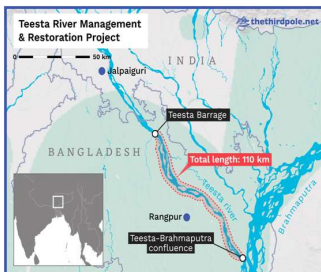 Teesta River Management
& Restoration Project
thethirdpole.net
0 50 km
INDIA
Jalpaiguri
Teesta Barrage
BANGLADESH
Total length: 110 km
Teesta river
Brahmaputra
Rangpur
Teesta-Brahmaputra
confluence